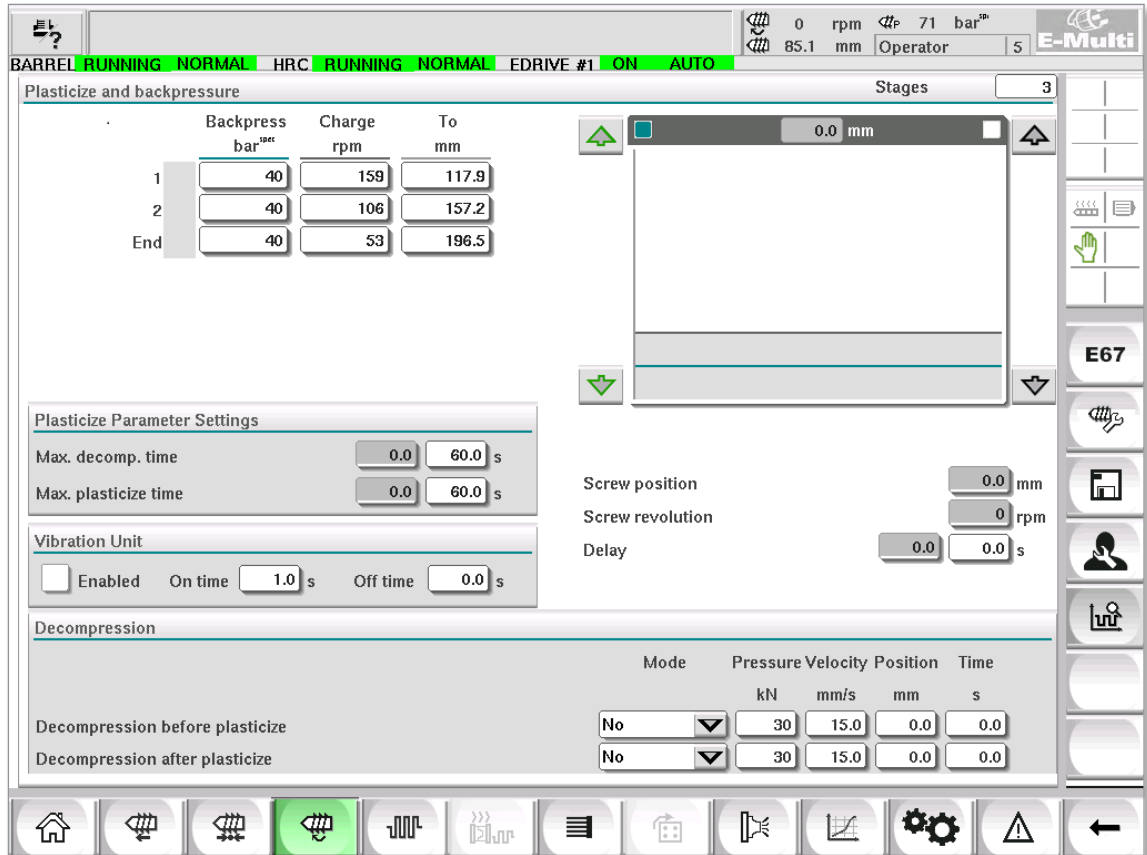 ?
0 rpm P 71 bar spe
85.1 mm Operator 5
E-Multi
BARREL RUNNING NORMAL HRC RUNNING NORMAL EDRIVE #1 ON AUTO
Plasticize and backpressure Stages 3
Backpress Charge To
bar spec rpm mm
0.0 mm
1 40 159 117.9
2 40 106 157.2
End 40 53 196.5
E67
Plasticize Parameter Settings
Max. decomp. time 0.0 60.0 s
Max. plasticize time 0.0 60.0 s
Screw position 0.0 mm
Screw revolution 0 rpm
Delay 0.0 0.0 s
Vibration Unit
Enabled On time 1.0 s Off time 0.0 s
Decompression
Mode Pressure Velocity Position Time
kN mm/s mm s
Decompression before plasticize No 30 15.0 0.0 0.0
Decompression after plasticize No 30 15.0 0.0 0.0